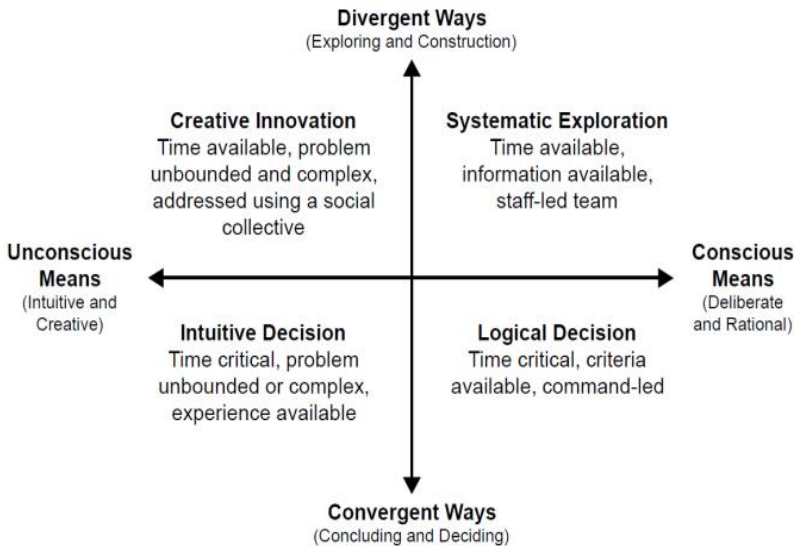 Divergent Ways
(Exploring and Construction)
Creative Innovation
Time available, problem
unbounded and complex,
addressed using a social
collective
Systematic Exploration
Time available,
information available,
staff-led team
Unconscious
Means
(Intuitive and
Creative)
Conscious
Means
(Deliberate
and Rational)
Intuitive Decision
Time critical, problem
unbounded or complex,
experience available
Logical Decision
Time critical, criteria
available, command-led
Convergent Ways
(Concluding and Deciding)